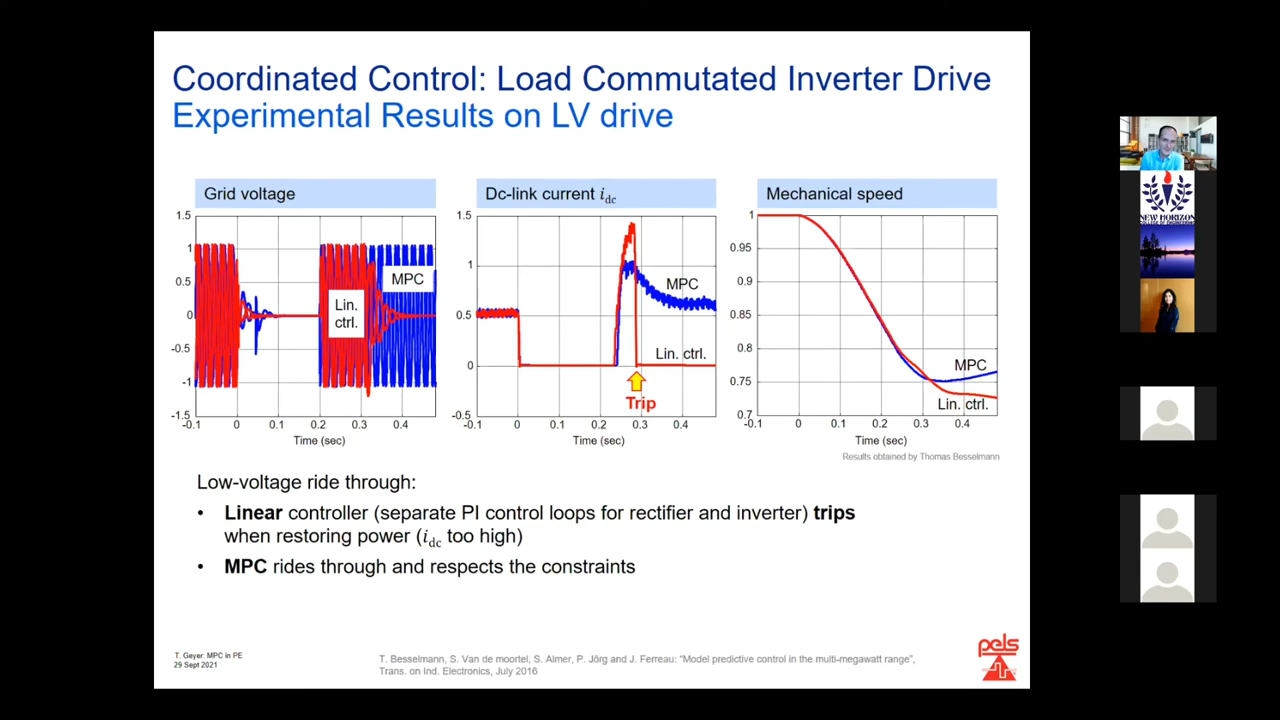 Coordinated Control: Load Commutated Inverter Drive
Experimental Results on LV drive
Grid voltage
1.5
1
0.5
0
-0.5
-1
-1.5
-0.1 0 0.1 0.2 0.3 0.4
Time (sec)
MPC
Lin.
ctrl.
Dc-link current idc
1.5
1
0.5
0
-0.5
-0.1 0 0.1 0.2 0.3 0.4
Time (sec)
MPC
Lin. ctrl.
Trip
Mechanical speed
1
0.95
0.9
0.85
0.8
0.75
0.7
-0.1 0 0.1 0.2 0.3 0.4
Time (sec)
MPC
Lin. ctrl.
Results obtained by Thomas Besselmann
Low-voltage ride through:
• Linear controller (separate PI control loops for rectifier and inverter) trips
when restoring power (idc too high)
• MPC rides through and respects the constraints
T. Geyer: MPC in PE
29 Sept 2021
T. Besselmann, S. Van de moortel, S. Almer, P. Jörg and J. Ferreau: “Model predictive control in the multi-megawatt range”,
Trans. on Ind. Electronics, July 2016
pels
NEW HORIZON
COLLEGE OF ENGINEERING